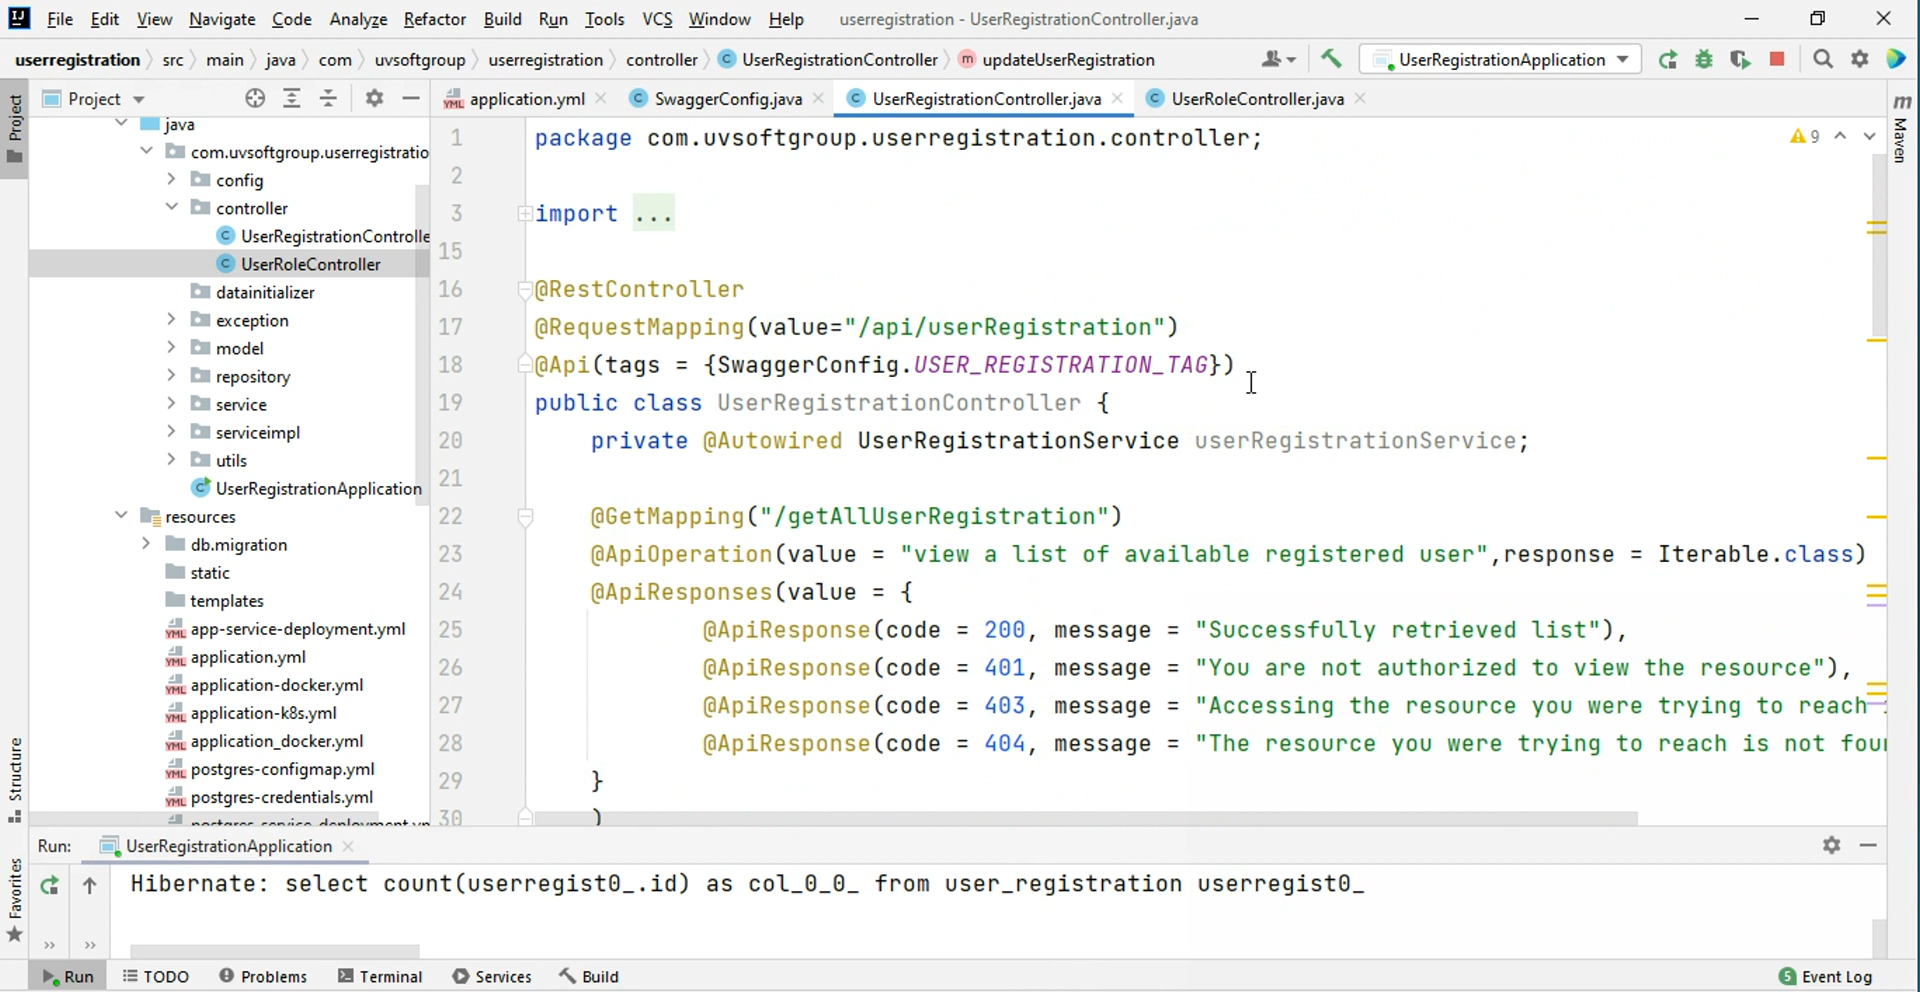 File Edit View Navigate Code Analyze Refactor Build Run Tools VCS Window Help userregistration - UserRegistrationController.java
userregistration src main java com uvsoftgroup userregistration controller C UserRegistrationController m updateUserRegistration UserRegistrationApplication
Project
application.yml SwaggerConfig.java UserRegistrationController.java UserRoleController.java
Project
Maven
Structure
Favorites
java
com.uvsoftgroup.userregistratio
config
controller
UserRegistrationControlle
UserRoleController
datainitializer
exception
model
repository
service
serviceimpl
utils
UserRegistrationApplication
resources
db.migration
static
templates
app-service-deployment.yml
application.yml
application-docker.yml
application-k8s.yml
application_docker.yml
postgres-configmap.yml
postgres-credentials.yml
9
1 package com.uvsoftgroup.userregistration.controller;
2
3 import ...
15
16 @RestController
17 @RequestMapping(value="/api/userRegistration")
18 @Api(tags = {SwaggerConfig.USER_REGISTRATION_TAG})
19 public class UserRegistrationController {
20 private @Autowired UserRegistrationService userRegistrationService;
21
22 @GetMapping("/getAllUserRegistration")
23 @ApiOperation(value = "view a list of available registered user",response = Iterable.class)
24 @ApiResponses(value = {
25 @ApiResponse(code = 200, message = "Successfully retrieved list"),
26 @ApiResponse(code = 401, message = "You are not authorized to view the resource"),
27 @ApiResponse(code = 403, message = "Accessing the resource you were trying to reach
28 @ApiResponse(code = 404, message = "The resource you were trying to reach is not fou
29 }
30 )
Run: UserRegistrationApplication
Hibernate: select count(userregist0_.id) as col_0_0_ from user_registration userregist0_
Run TODO Problems Terminal Services Build 5 Event Log